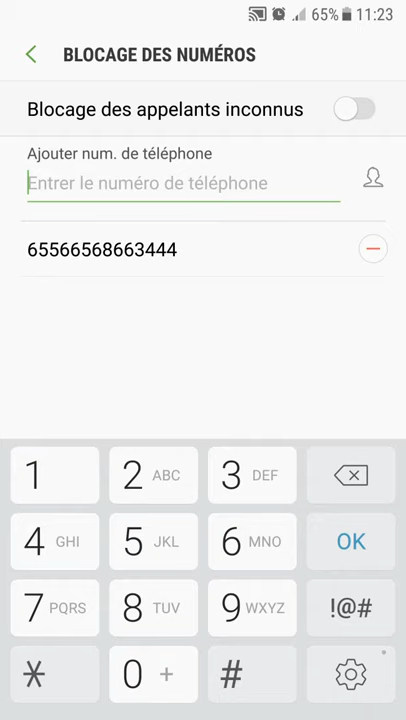 65% 11:23
BLOCAGE DES NUMÉROS
Blocage des appelants inconnus
Ajouter num. de téléphone
Entrer le numéro de téléphone
65566568663444
1 2 ABC 3 DEF
4 GHI 5 JKL 6 MNO OK
7 PQRS 8 TUV 9 WXYZ !@#
* 0 + #